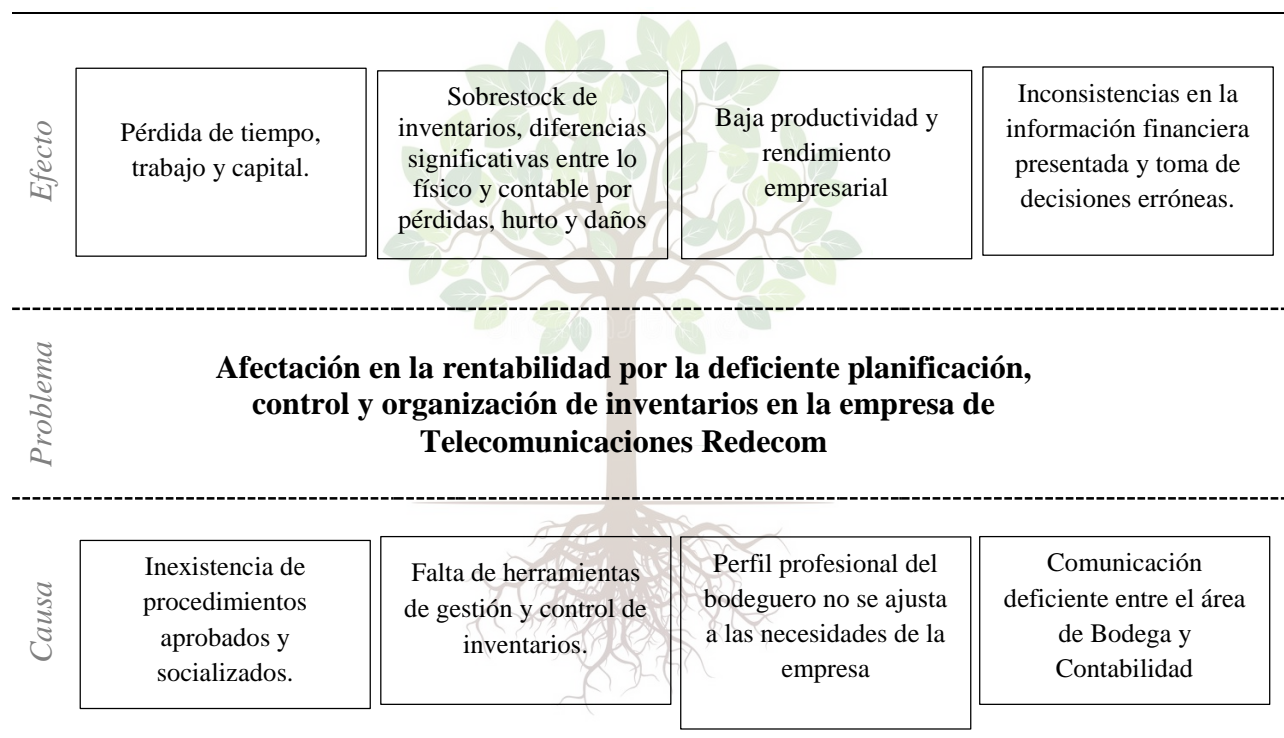 Efecto
Pérdida de tiempo,
trabajo y capital.
Sobrestock de
inventarios, diferencias
significativas entre lo
físico y contable por
pérdidas, hurto y daños
Baja productividad y
rendimiento
empresarial
Inconsistencias en la
información financiera
presentada y toma de
decisiones erróneas.
Problema
Afectación en la rentabilidad por la deficiente planificación,
control y organización de inventarios en la empresa de
Telecomunicaciones Redecom
Causa
Inexistencia de
procedimientos
aprobados y
socializados.
Falta de herramientas
de gestión y control de
inventarios.
Perfil profesional del
bodeguero no se ajusta
a las necesidades de la
empresa
Comunicación
deficiente entre el área
de Bodega y
Contabilidad